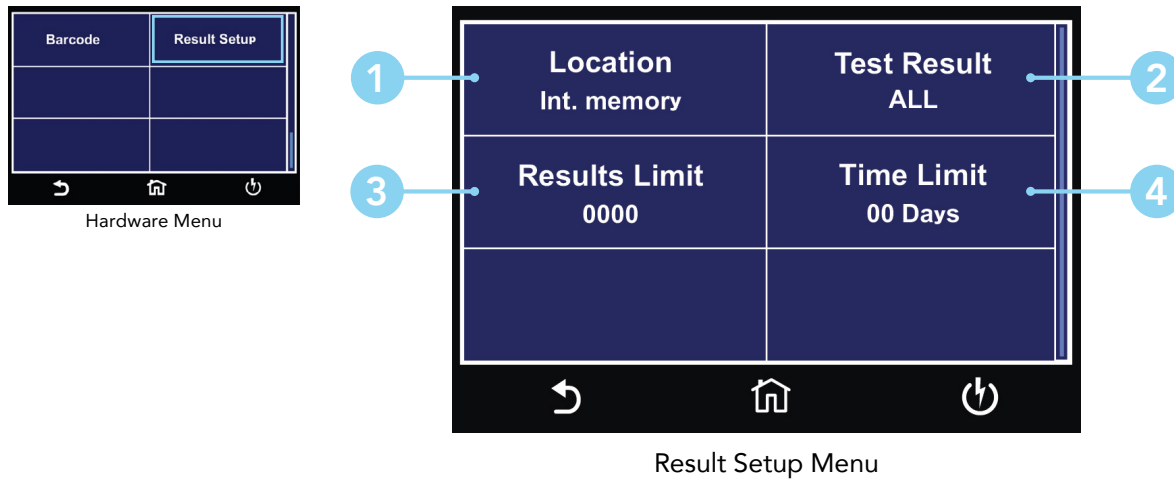 Barcode
Result Setup
Hardware Menu
1
Location
Int. memory
2
Test Result
ALL
3
Results Limit
0000
4
Time Limit
00 Days
Result Setup Menu